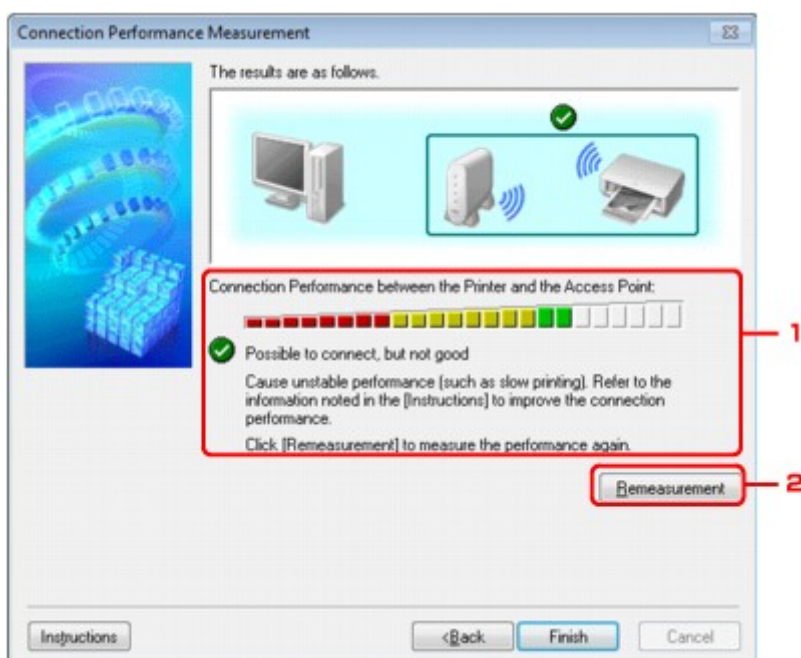 Connection Performance Measurement
The results are as follows.
Connection Performance between the Printer and the Access Point:
Possible to connect, but not good
Cause unstable performance (such as slow printing). Refer to the
information noted in the [Instructions] to improve the connection
performance.
Click [Remeasurement] to measure the performance again.
1
Remeasurement
2
Instructions
<Back
Finish
Cancel